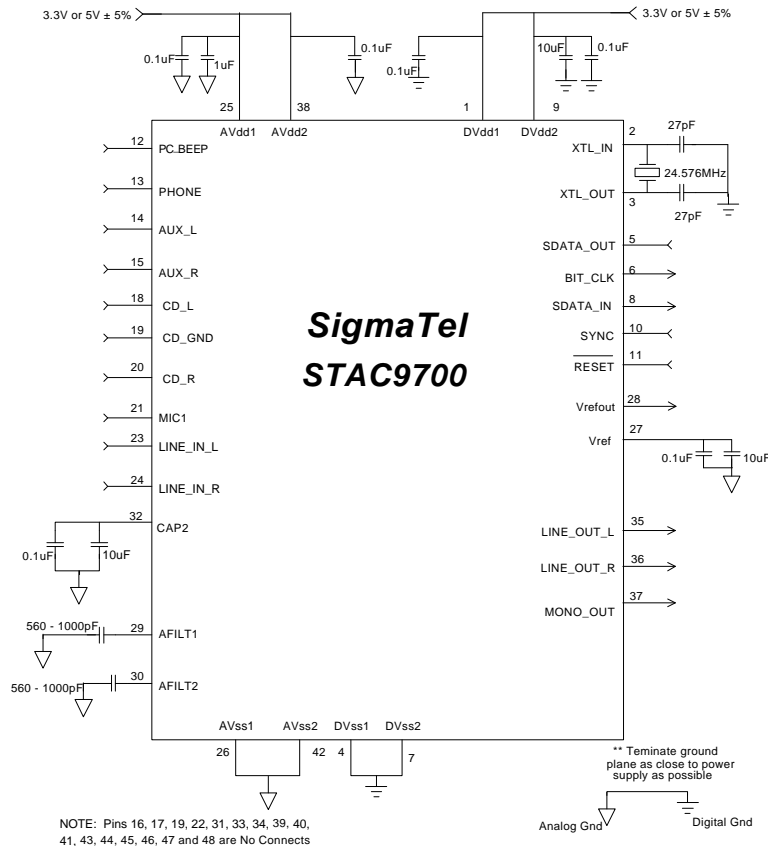 3.3V or 5V ± 5%
3.3V or 5V ± 5%
0.1uF
1uF
0.1uF
0.1uF
10uF
0.1uF
25
38
1
9
AVdd1
AVdd2
DVdd1
DVdd2
12
PC_BEEP
13
PHONE
14
AUX_L
15
AUX_R
18
CD_L
19
CD_GND
20
CD_R
21
MIC1
23
LINE_IN_L
24
LINE_IN_R
32
CAP2
0.1uF
10uF
560 - 1000pF
29
AFILT1
560 - 1000pF
30
AFILT2
SigmaTel
STAC9700
2
XTL_IN
27pF
24.576MHz
XTL_OUT
3
27pF
SDATA_OUT
5
BIT_CLK
6
SDATA_IN
8
SYNC
10
RESET
11
Vrefout
28
Vref
27
0.1uF
10uF
LINE_OUT_L
35
LINE_OUT_R
36
MONO_OUT
37
AVss1
AVss2
DVss1
DVss2
26
42
4
7
** Teminate ground
plane as close to power
supply as possible
Analog Gnd
Digital Gnd
NOTE: Pins 16, 17, 19, 22, 31, 33, 34, 39, 40,
41, 43, 44, 45, 46, 47 and 48 are No Connects